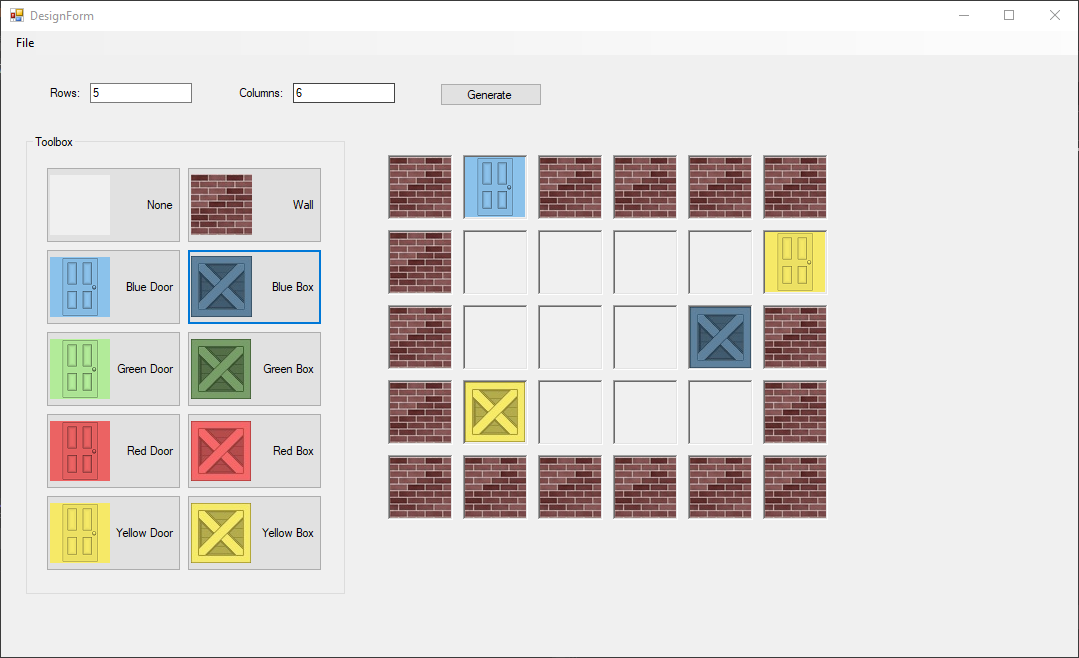 DesignForm
File
Rows: 5 Columns: 6 Generate
Toolbox
None Wall
Blue Door Blue Box
Green Door Green Box
Red Door Red Box
Yellow Door Yellow Box